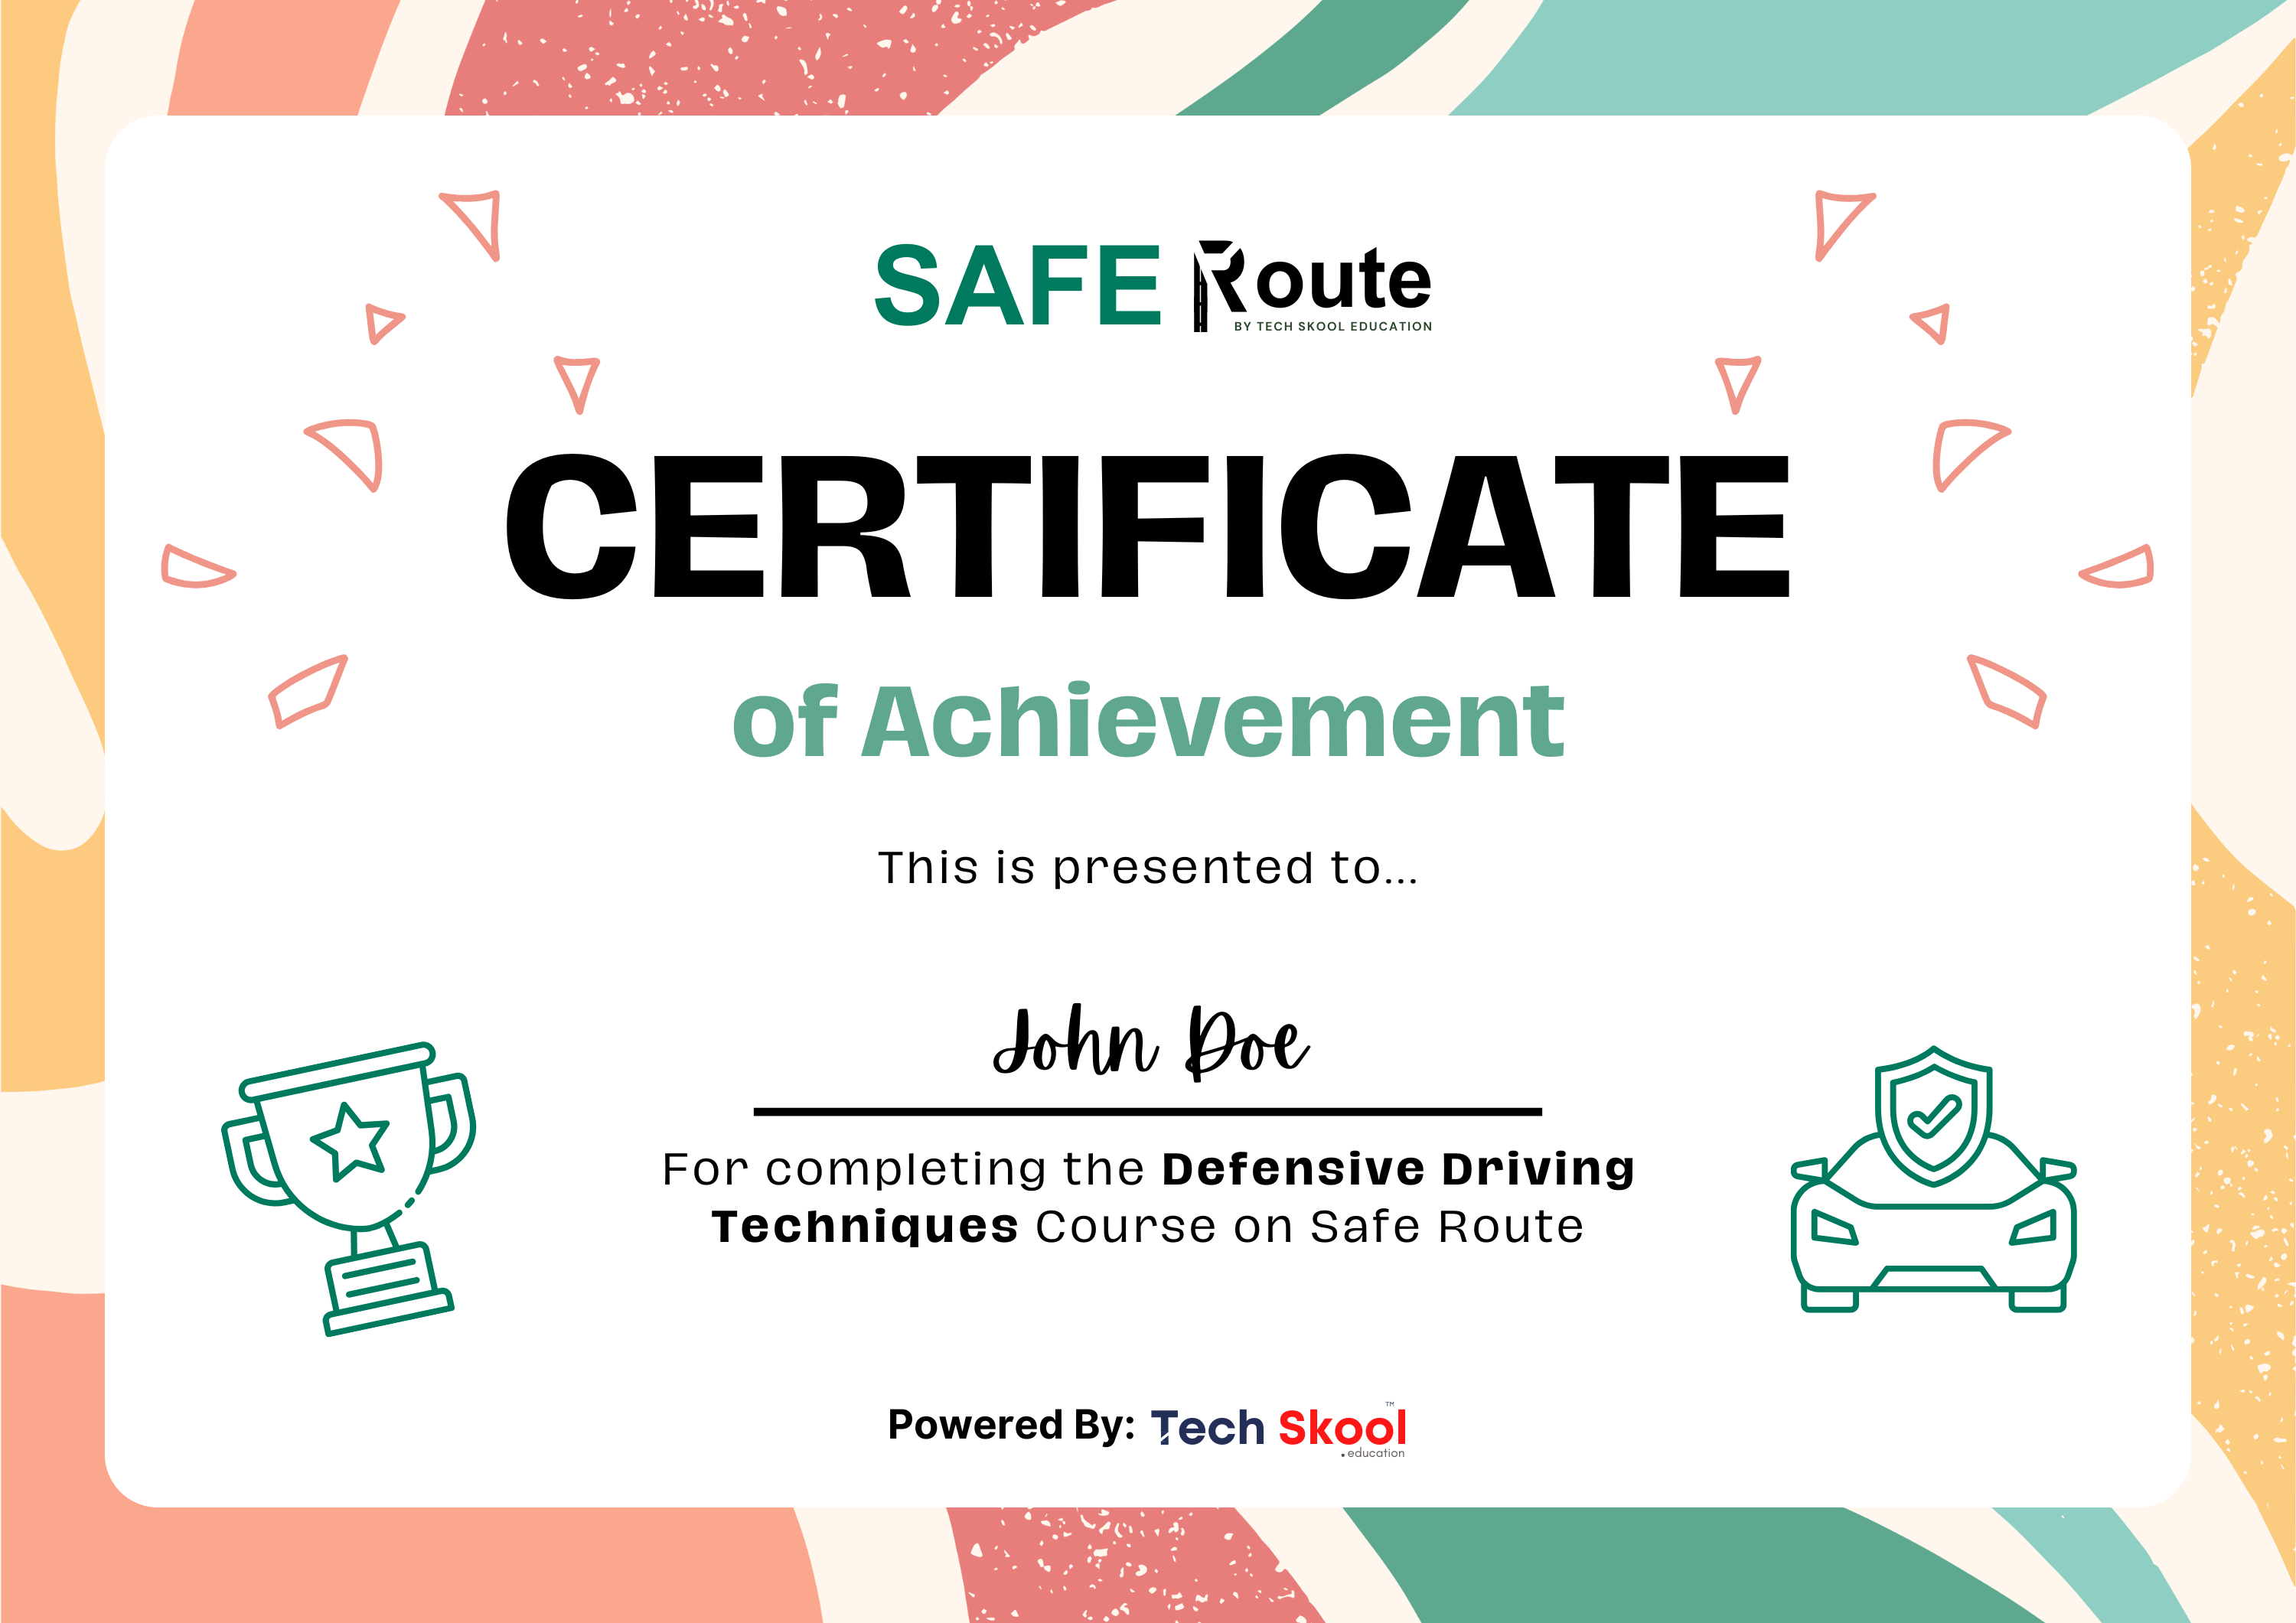 SAFE Route
BY TECH SKOOL EDUCATION
CERTIFICATE
of Achievement
This is presented to...
John Doe
For completing the Defensive Driving
Techniques Course on Safe Route
Powered By: Tech Skool™
.education